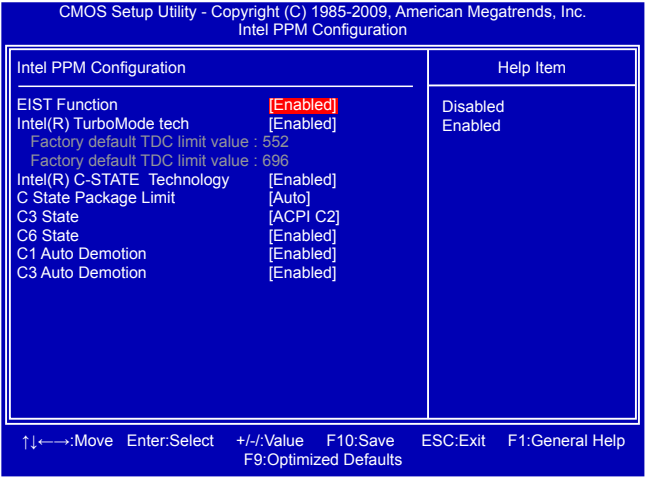 CMOS Setup Utility - Copyright (C) 1985-2009, American Megatrends, Inc.
Intel PPM Configuration
Intel PPM Configuration
Help Item
EIST Function [Enabled]
Intel(R) TurboMode tech [Enabled]
Factory default TDC limit value : 552
Factory default TDC limit value : 696
Intel(R) C-STATE Technology [Enabled]
C State Package Limit [Auto]
C3 State [ACPI C2]
C6 State [Enabled]
C1 Auto Demotion [Enabled]
C3 Auto Demotion [Enabled]
Disabled
Enabled
↑↓←→:Move Enter:Select +/-/:Value F10:Save ESC:Exit F1:General Help
F9:Optimized Defaults